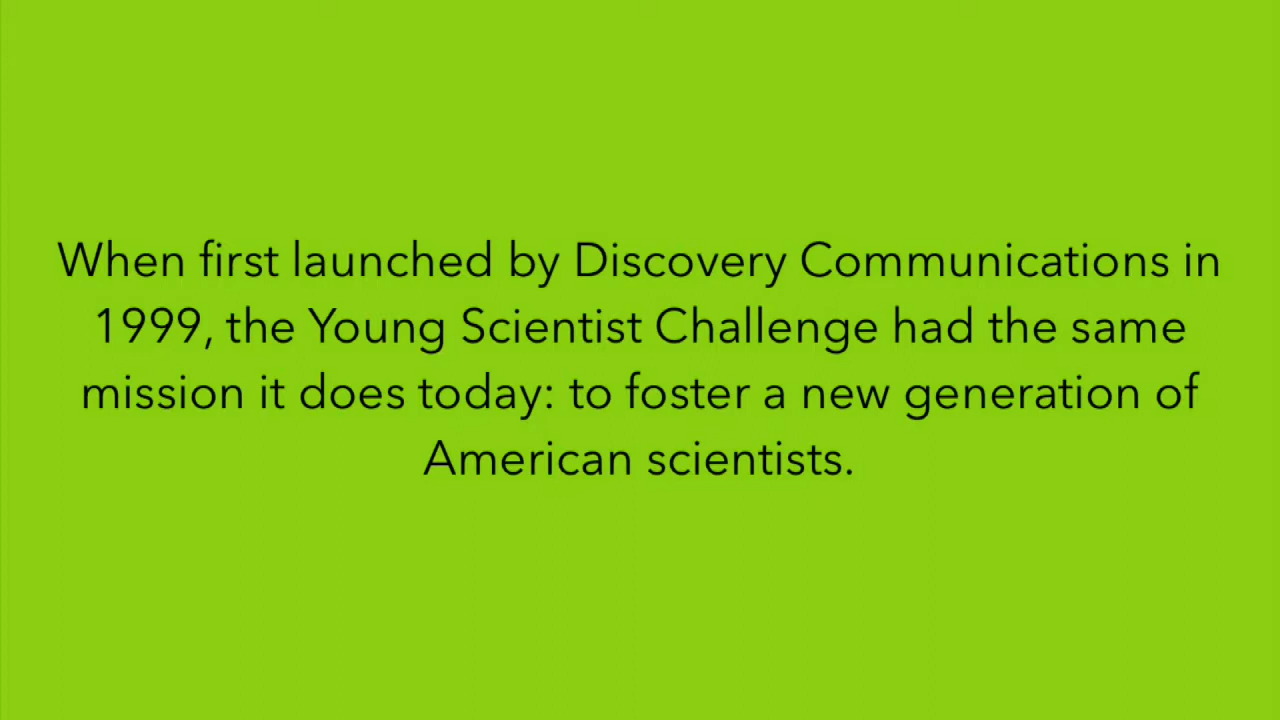 When first launched by Discovery Communications in
1999, the Young Scientist Challenge had the same
mission it does today: to foster a new generation of
American scientists.